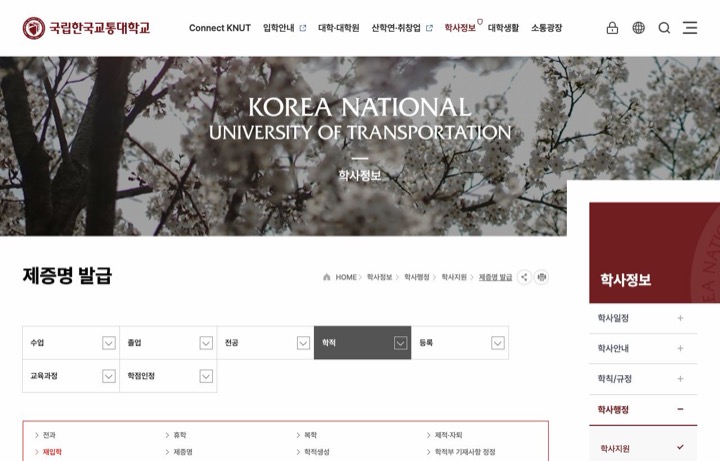 국립한국교통대학교
Connect KNUT 입학안내 대학·대학원 산학연·취창업 학사정보 대학생활 소통광장
KOREA NATIONAL
UNIVERSITY OF TRANSPORTATION
학사정보
제증명 발급
HOME 학사정보 학사행정 학사지원 제증명 발급
학사정보
수업 졸업 전공 학적 등록
교육과정 학점인정
학사일정
학사안내
학칙/규정
학사행정
학사지원
전과 휴학 복학 제적·자퇴
재입학 제증명 학적생성 학적부 기재사항 정정